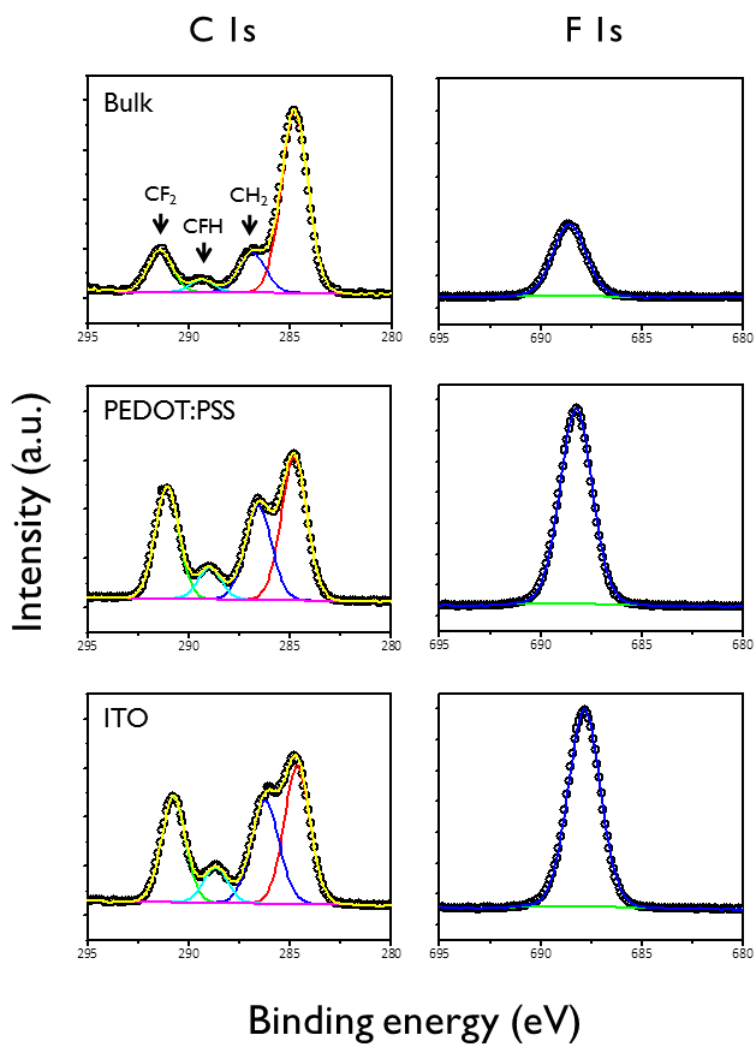 C 1s
F 1s
Bulk
CF₂
CFH
CH₂
295 290 285 280
695 690 685 680
PEDOT:PSS
295 290 285 280
695 690 685 680
ITO
295 290 285 280
695 690 685 680
Intensity (a.u.)
Binding energy (eV)